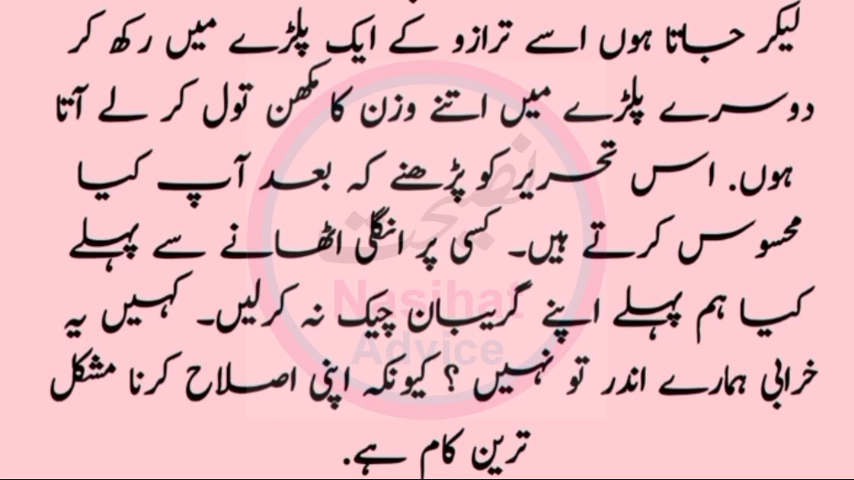 لیکر جاتا ہوں اسے ترازو کے ایک پلڑے میں رکھ کر
دوسرے پلڑے میں اتنے وزن کا مکھن تول کر لے آتا
ہوں. اس تحریر کو پڑھنے کہ بعد آپ کیا
محسوس کرتے ہیں۔ کسی پر انگلی اٹھانے سے پہلے
کیا ہم پہلے اپنے گریبان چیک نہ کرلیں۔ کہیں یہ
خرابی ہمارے اندر تو نہیں ؟ کیونکہ اپنی اصلاح کرنا مشکل
ترین کام ہے.
نصیحت
Nasihat
Advice